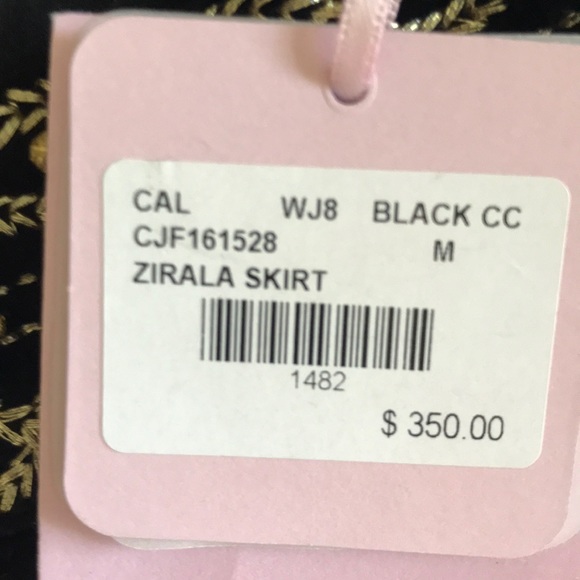 CAL WJ8 BLACK CC
CJF161528 M
ZIRALA SKIRT
1482
$ 350.00